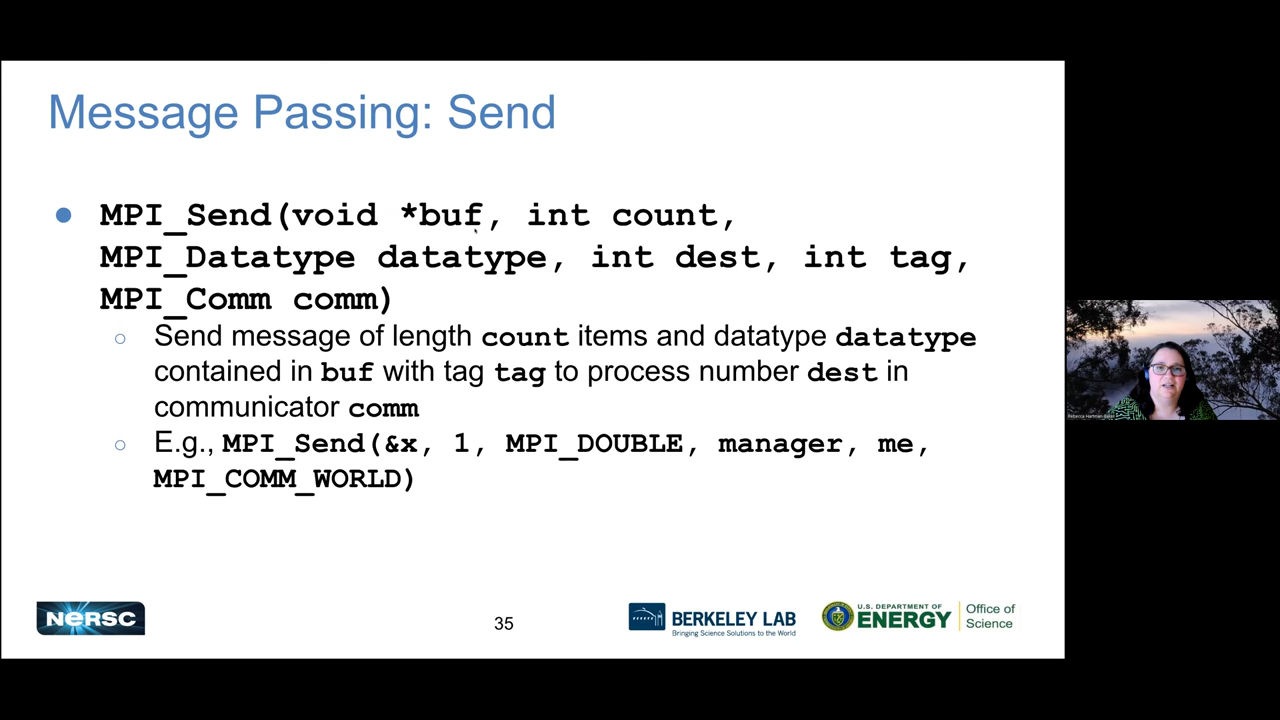 Message Passing: Send
● MPI_Send(void *buf, int count,
MPI_Datatype datatype, int dest, int tag,
MPI_Comm comm)
○ Send message of length count items and datatype datatype
contained in buf with tag tag to process number dest in
communicator comm
○ E.g., MPI_Send(&x, 1, MPI_DOUBLE, manager, me,
MPI_COMM_WORLD)
Rebecca Hartman-Baker
NERSC
35
BERKELEY LAB
Bringing Science Solutions to the World
U.S. DEPARTMENT OF
ENERGY
Office of
Science